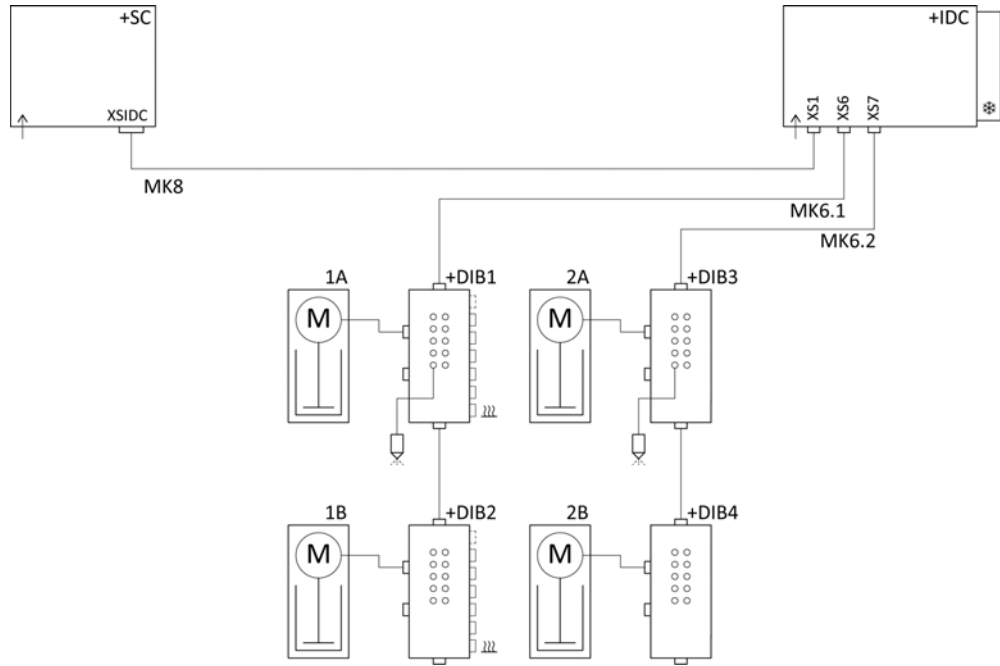 +SC
+IDC
XSIDC
XS1
XS6
XS7
MK8
MK6.1
MK6.2
1A
+DIB1
2A
+DIB3
M
M
1B
+DIB2
2B
+DIB4
M
M